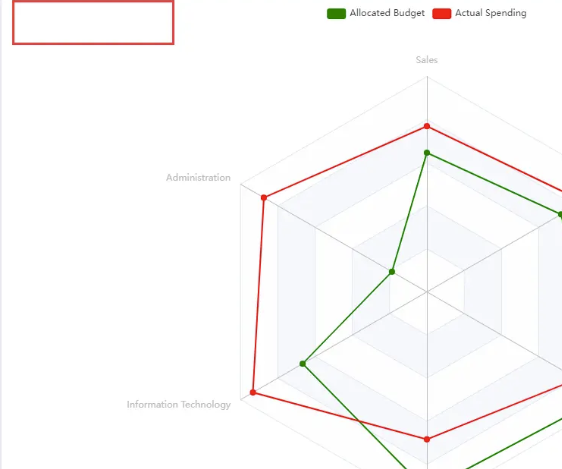 Allocated Budget Actual Spending
Sales
Administration
Information Technology